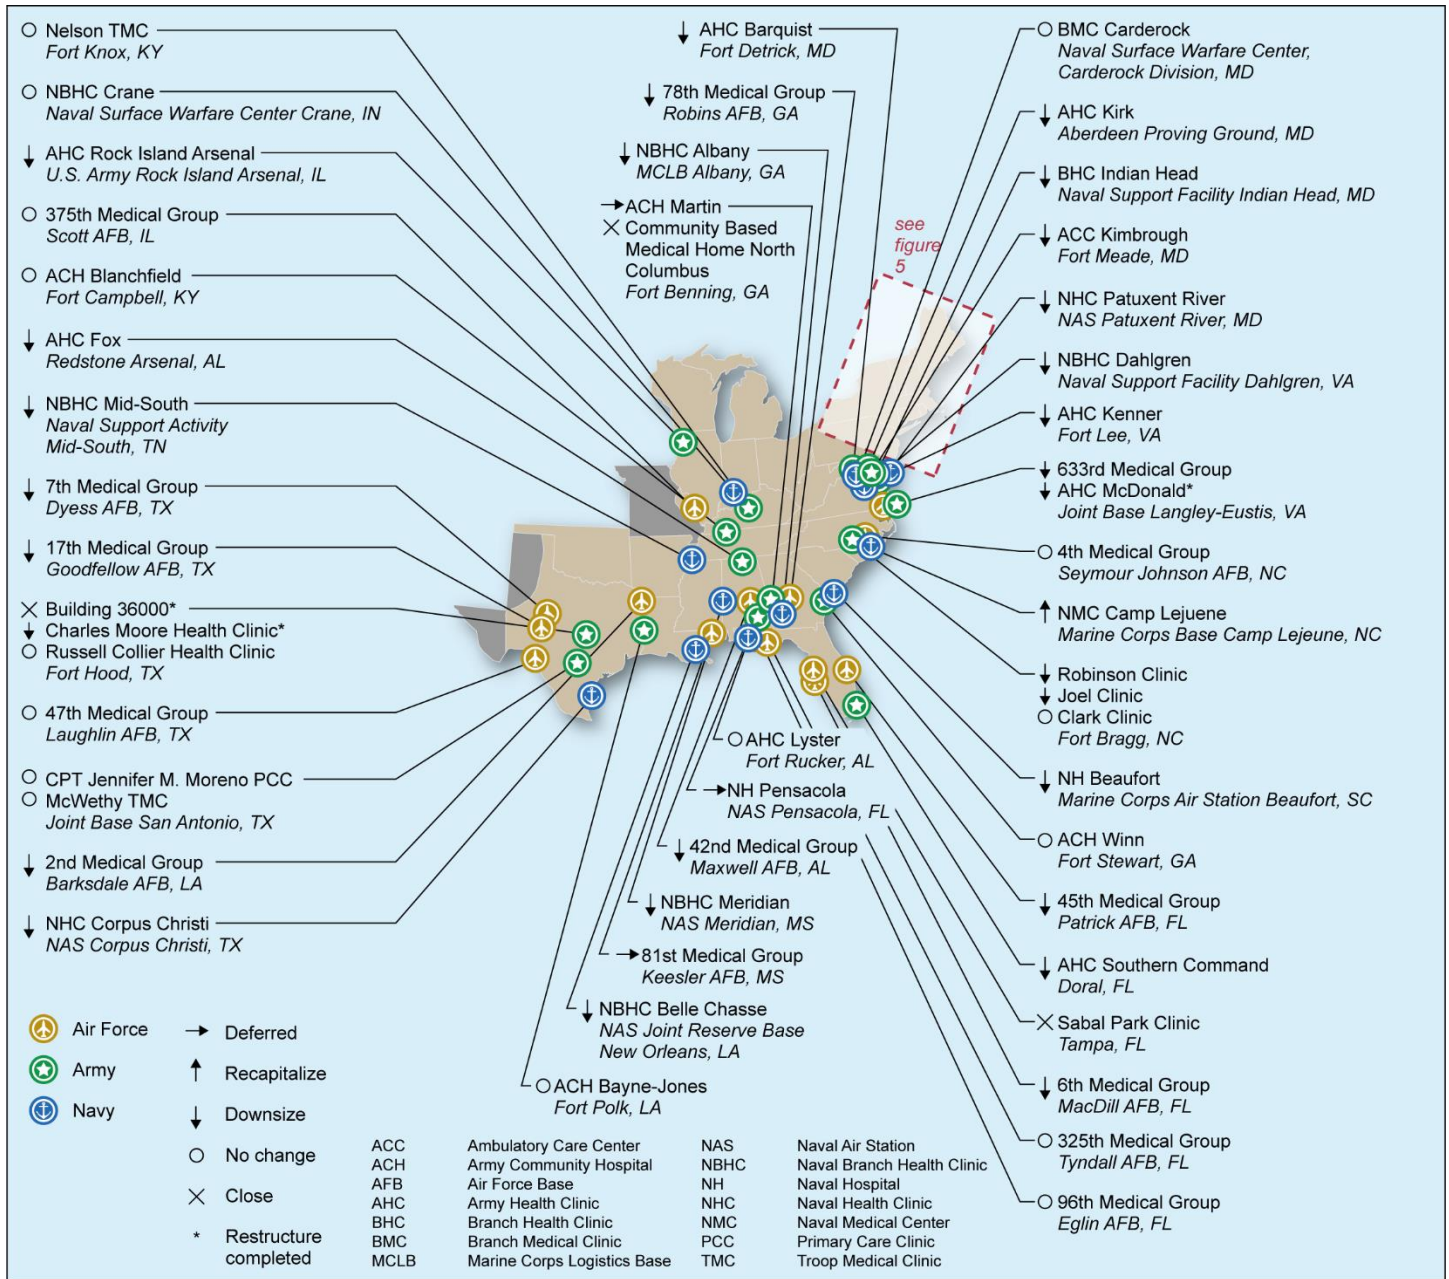 Nelson TMC
Fort Knox, KY
NBHC Crane
Naval Surface Warfare Center Crane, IN
AHC Rock Island Arsenal
U.S. Army Rock Island Arsenal, IL
375th Medical Group
Scott AFB, IL
ACH Blanchfield
Fort Campbell, KY
AHC Fox
Redstone Arsenal, AL
NBHC Mid-South
Naval Support Activity
Mid-South, TN
7th Medical Group
Dyess AFB, TX
17th Medical Group
Goodfellow AFB, TX
Building 36000*
Charles Moore Health Clinic*
Russell Collier Health Clinic
Fort Hood, TX
47th Medical Group
Laughlin AFB, TX
CPT Jennifer M. Moreno PCC
McWethy TMC
Joint Base San Antonio, TX
2nd Medical Group
Barksdale AFB, LA
NHC Corpus Christi
NAS Corpus Christi, TX
AHC Barquist
Fort Detrick, MD
78th Medical Group
Robins AFB, GA
NBHC Albany
MCLB Albany, GA
ACH Martin
Community Based
Medical Home North
Columbus
Fort Benning, GA
see
figure
5
BMC Carderock
Naval Surface Warfare Center,
Carderock Division, MD
AHC Kirk
Aberdeen Proving Ground, MD
BHC Indian Head
Naval Support Facility Indian Head, MD
ACC Kimbrough
Fort Meade, MD
NHC Patuxent River
NAS Patuxent River, MD
NBHC Dahlgren
Naval Support Facility Dahlgren, VA
AHC Kenner
Fort Lee, VA
633rd Medical Group
AHC McDonald*
Joint Base Langley-Eustis, VA
4th Medical Group
Seymour Johnson AFB, NC
NMC Camp Lejuene
Marine Corps Base Camp Lejeune, NC
Robinson Clinic
Joel Clinic
Clark Clinic
Fort Bragg, NC
NH Beaufort
Marine Corps Air Station Beaufort, SC
ACH Winn
Fort Stewart, GA
45th Medical Group
Patrick AFB, FL
AHC Southern Command
Doral, FL
Sabal Park Clinic
Tampa, FL
6th Medical Group
MacDill AFB, FL
325th Medical Group
Tyndall AFB, FL
96th Medical Group
Eglin AFB, FL
AHC Lyster
Fort Rucker, AL
NH Pensacola
NAS Pensacola, FL
42nd Medical Group
Maxwell AFB, AL
NBHC Meridian
NAS Meridian, MS
81st Medical Group
Keesler AFB, MS
NBHC Belle Chasse
NAS Joint Reserve Base
New Orleans, LA
ACH Bayne-Jones
Fort Polk, LA
Air Force
Army
Navy
Deferred
Recapitalize
Downsize
No change
Close
* Restructure
completed
ACC Ambulatory Care Center
ACH Army Community Hospital
AFB Air Force Base
AHC Army Health Clinic
BHC Branch Health Clinic
BMC Branch Medical Clinic
MCLB Marine Corps Logistics Base
NAS Naval Air Station
NBHC Naval Branch Health Clinic
NH Naval Hospital
NHC Naval Health Clinic
NMC Naval Medical Center
PCC Primary Care Clinic
TMC Troop Medical Clinic